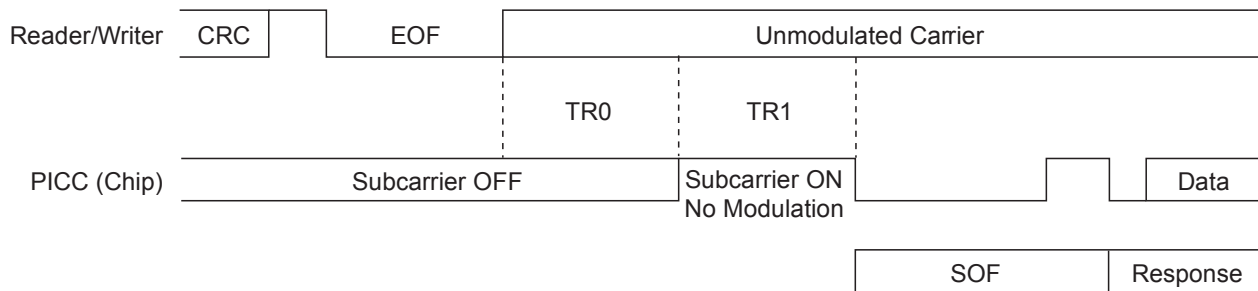 Reader/Writer CRC EOF Unmodulated Carrier
TR0 TR1
PICC (Chip) Subcarrier OFF Subcarrier ON Data
No Modulation
SOF Response